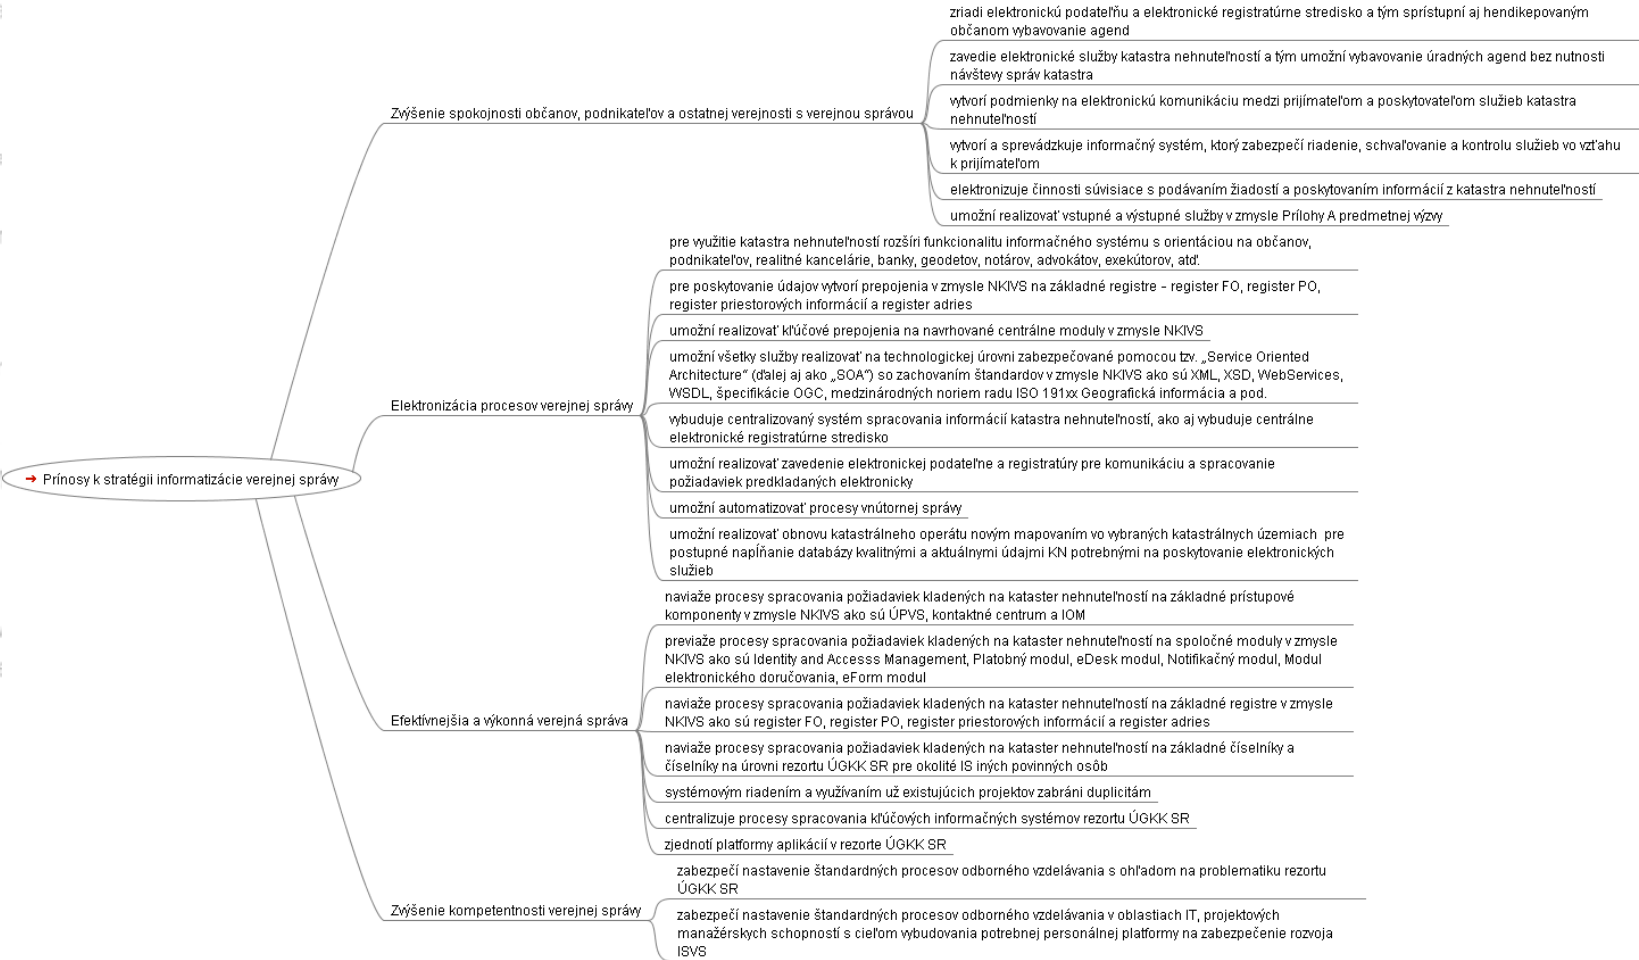 zriadi elektronickú podateľňu a elektronické registratúrne stredisko a tým sprístupní aj hendikepovaným
občanom vybavovanie agend
zavedie elektronické služby katastra nehnuteľností a tým umožní vybavovanie úradných agend bez nutnosti
návštevy správ katastra
vytvorí podmienky na elektronickú komunikáciu medzi prijímateľom a poskytovateľom služieb katastra
nehnuteľností
vytvorí a sprevádzkuje informačný systém, ktorý zabezpečí riadenie, schvaľovanie a kontrolu služieb vo vzťahu
k prijímateľom
elektronizuje činnosti súvisiace s podávaním žiadostí a poskytovaním informácií z katastra nehnuteľností
umožní realizovať vstupné a výstupné služby v zmysle Prílohy A predmetnej výzvy
Zvýšenie spokojnosti občanov, podnikateľov a ostatnej verejnosti s verejnou správou
pre využitie katastra nehnuteľností rozšíri funkcionalitu informačného systému s orientáciou na občanov,
podnikateľov, realitné kancelárie, banky, geodetov, notárov, advokátov, exekútorov, atď.
pre poskytovanie údajov vytvorí prepojenia v zmysle NKIVS na základné registre – register FO, register PO,
register priestorových informácií a register adries
umožní realizovať kľúčové prepojenia na navrhované centrálne moduly v zmysle NKIVS
umožní všetky služby realizovať na technologickej úrovni zabezpečované pomocou tzv. „Service Oriented
Architecture“ (ďalej aj ako „SOA“) so zachovaním štandardov v zmysle NKIVS ako sú XML, XSD, WebServices,
WSDL, špecifikácie OGC, medzinárodných noriem radu ISO 191xx Geografická informácia a pod.
vybuduje centralizovaný systém spracovania informácií katastra nehnuteľností, ako aj vybuduje centrálne
elektronické registratúrne stredisko
umožní realizovať zavedenie elektronickej podateľne a registratúry pre komunikáciu a spracovanie
požiadaviek predkladaných elektronicky
umožní automatizovať procesy vnútornej správy
umožní realizovať obnovu katastrálneho operátu novým mapovaním vo vybraných katastrálnych územiach  pre
postupné napĺňanie databázy kvalitnými a aktuálnymi údajmi KN potrebnými na poskytovanie elektronických
služieb
Elektronizácia procesov verejnej správy
Prínosy k stratégii informatizácie verejnej správy
naviaže procesy spracovania požiadaviek kladených na kataster nehnuteľností na základné prístupové
komponenty v zmysle NKIVS ako sú ÚPVS, kontaktné centrum a IOM
previaže procesy spracovania požiadaviek kladených na kataster nehnuteľností na spoločné moduly v zmysle
NKIVS ako sú Identity and Accesss Management, Platobný modul, eDesk modul, Notifikačný modul, Modul
elektronického doručovania, eForm modul
naviaže procesy spracovania požiadaviek kladených na kataster nehnuteľností na základné registre v zmysle
NKIVS ako sú register FO, register PO, register priestorových informácií a register adries
naviaže procesy spracovania požiadaviek kladených na kataster nehnuteľností na základné číselníky a
číselníky na úrovni rezortu ÚGKK SR pre okolité IS iných povinných osôb
systémovým riadením a využívaním už existujúcich projektov zabráni duplicitám
centralizuje procesy spracovania kľúčových informačných systémov rezortu ÚGKK SR
zjednotí platformy aplikácií v rezorte ÚGKK SR
Efektívnejšia a výkonná verejná správa
zabezpečí nastavenie štandardných procesov odborného vzdelávania s ohľadom na problematiku rezortu
ÚGKK SR
zabezpečí nastavenie štandardných procesov odborného vzdelávania v oblastiach IT, projektových
manažérskych schopností s cieľom vybudovania potrebnej personálnej platformy na zabezpečenie rozvoja
ISVS
Zvýšenie kompetentnosti verejnej správy